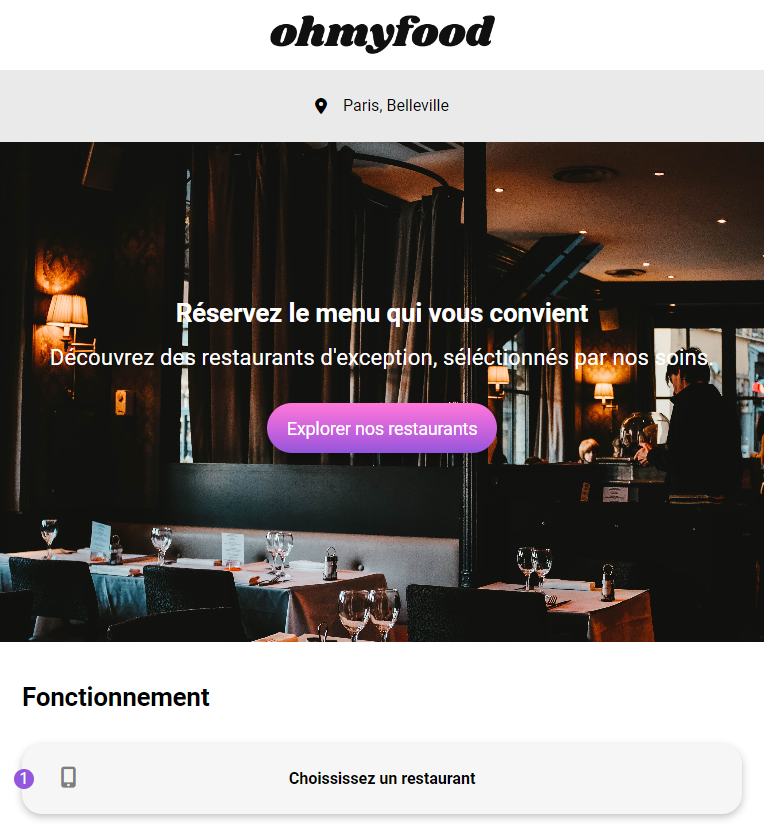 ohmyfood
Paris, Belleville
Réservez le menu qui vous convient
Découvrez des restaurants d'exception, séléctionnés par nos soins.
Explorer nos restaurants
Fonctionnement
1
Choississez un restaurant